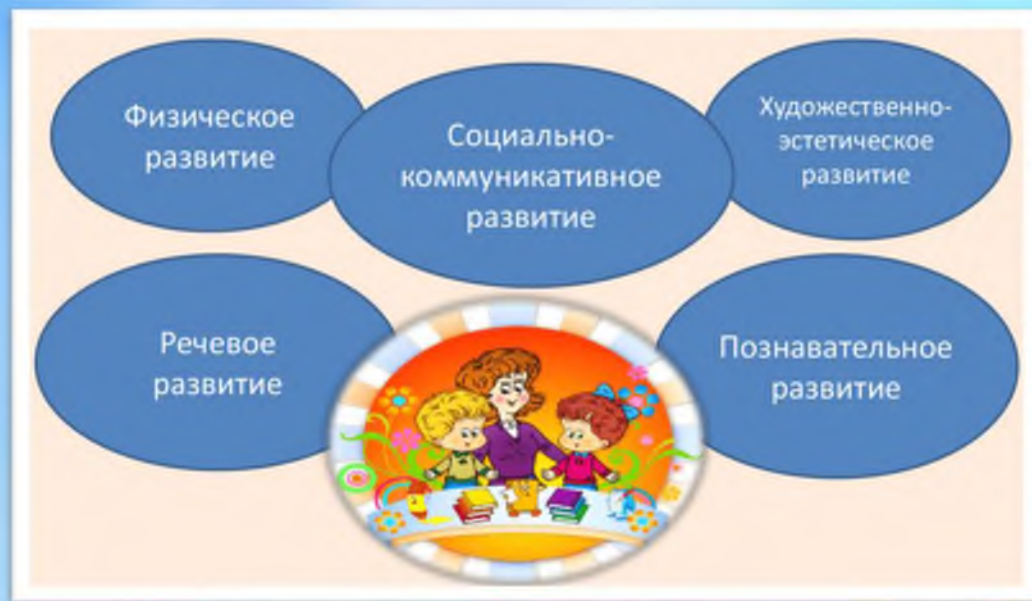 Физическое
развитие
Социально-
коммуникативное
развитие
Художественно-
эстетическое
развитие
Речевое
развитие
Познавательное
развитие